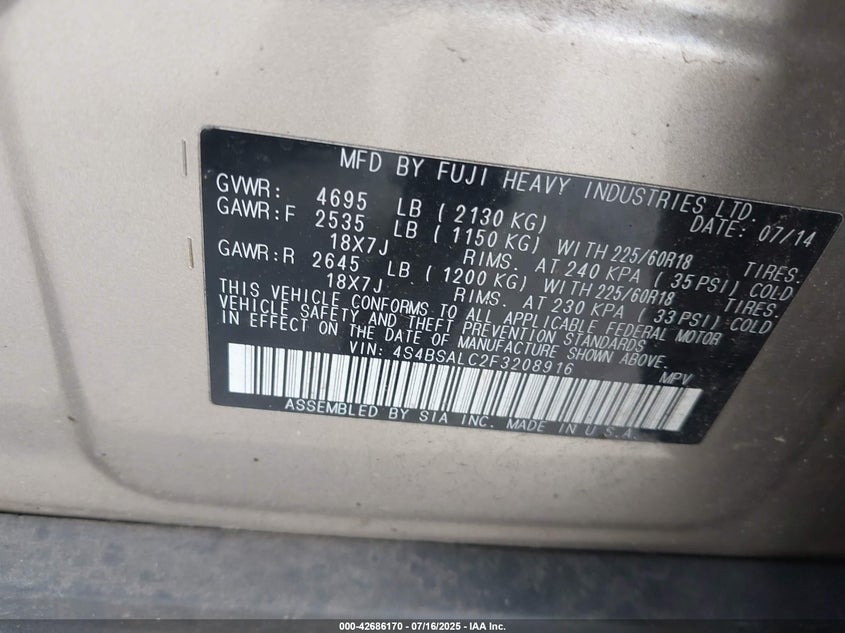 MFD BY FUJI HEAVY INDUSTRIES LTD.
GVWR: 4695 LB ( 2130 KG) DATE: 07/14
GAWR:F 2535 LB ( 1150 KG) WITH 225/60R18 TIRES.
18X7J RIMS. AT 240 KPA ( 35 PSI) COLD
GAWR:R 2645 LB ( 1200 KG) WITH 225/60R18 TIRES.
18X7J RIMS. AT 230 KPA ( 33 PSI) COLD
THIS VEHICLE CONFORMS TO ALL APPLICABLE FEDERAL MOTOR
VEHICLE SAFETY AND THEFT PREVENTION STANDARDS
IN EFFECT ON THE DATE OF MANUFACTURE SHOWN ABOVE.
VIN: 4S4BSALC2F3208916 MPV
ASSEMBLED BY SIA INC. MADE IN U.S.A.
000-42686170 - 07/16/2025 - IAA Inc.